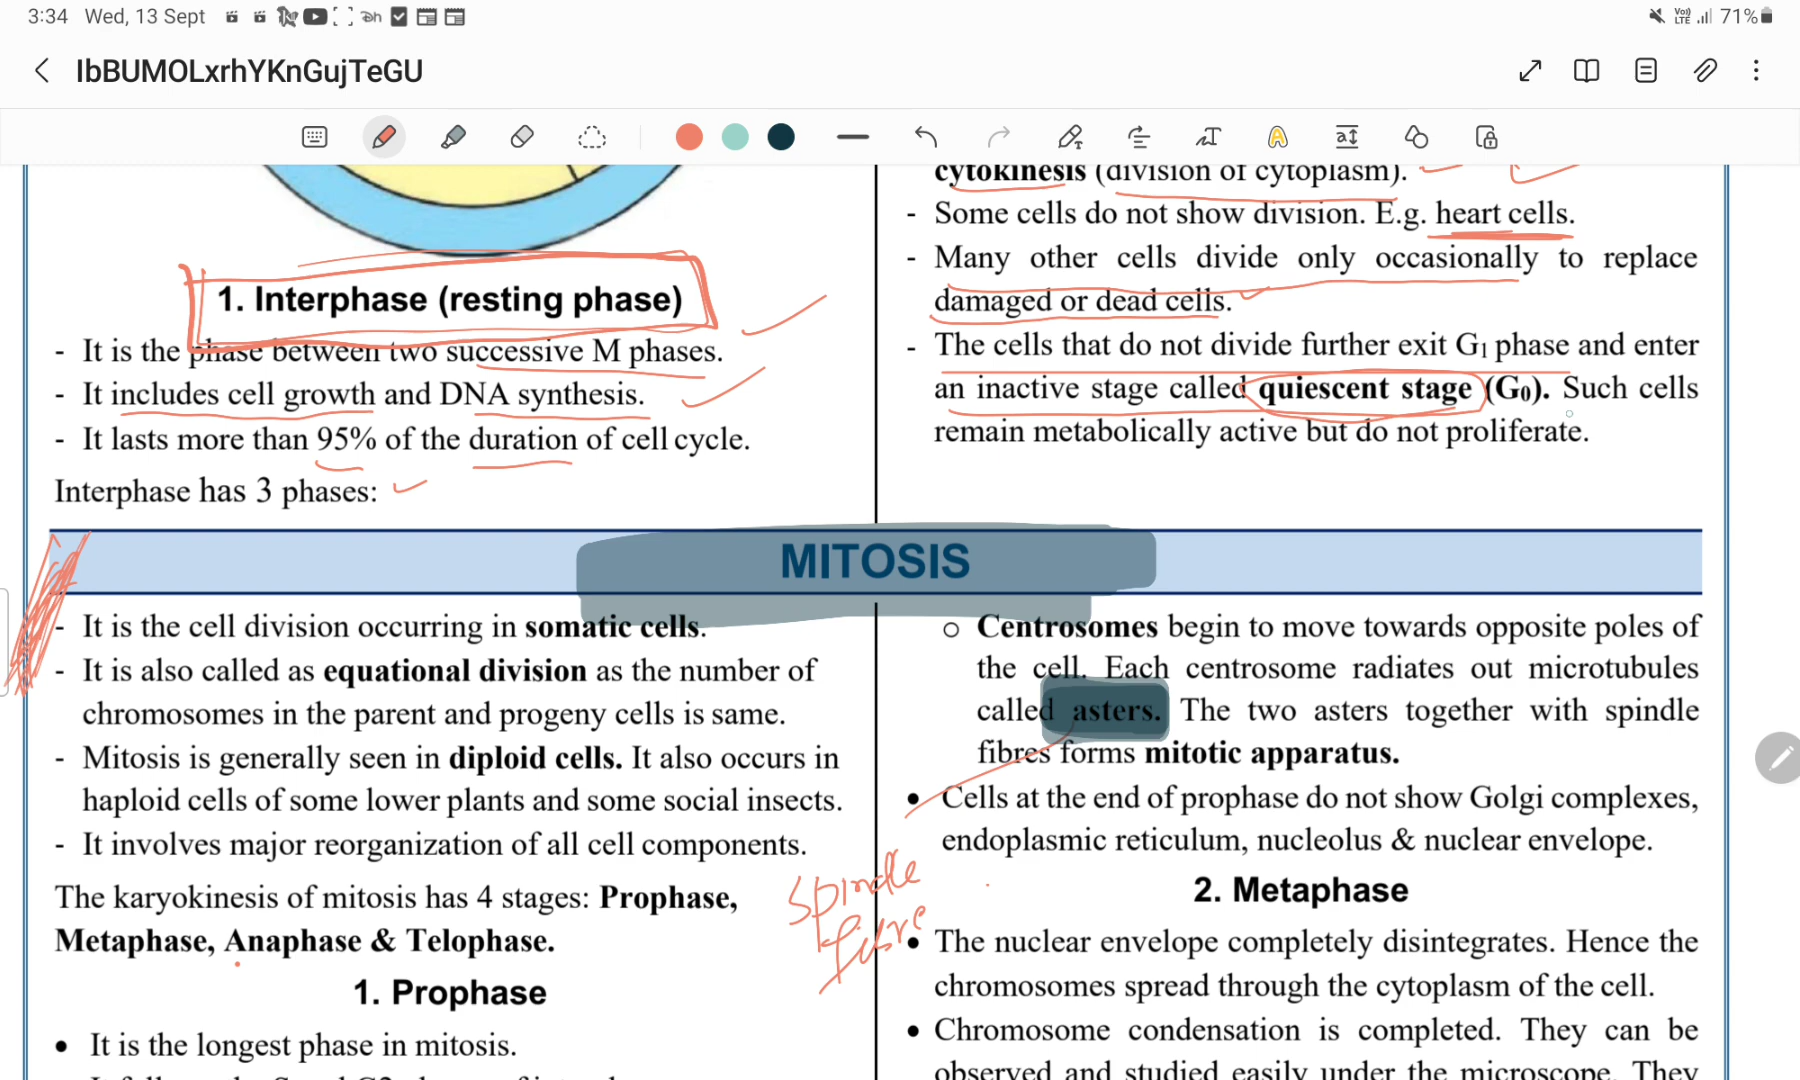 3:34 Wed, 13 Sept
Vo)) LTE 71%
IbBUMOLxrhYKnGujTeGU
1. Interphase (resting phase)
- It is the phase between two successive M phases.
- It includes cell growth and DNA synthesis.
- It lasts more than 95% of the duration of cell cycle.
Interphase has 3 phases:
cytokinesis (division of cytoplasm).
- Some cells do not show division. E.g. heart cells.
- Many other cells divide only occasionally to replace
damaged or dead cells.
- The cells that do not divide further exit G1 phase and enter
an inactive stage called quiescent stage (G0). Such cells
remain metabolically active but do not proliferate.
MITOSIS
- It is the cell division occurring in somatic cells.
- It is also called as equational division as the number of
chromosomes in the parent and progeny cells is same.
- Mitosis is generally seen in diploid cells. It also occurs in
haploid cells of some lower plants and some social insects.
- It involves major reorganization of all cell components.
The karyokinesis of mitosis has 4 stages: Prophase,
Metaphase, Anaphase & Telophase.
1. Prophase
• It is the longest phase in mitosis.
o Centrosomes begin to move towards opposite poles of
the cell. Each centrosome radiates out microtubules
called asters. The two asters together with spindle
fibres forms mitotic apparatus.
• Cells at the end of prophase do not show Golgi complexes,
endoplasmic reticulum, nucleolus & nuclear envelope.
spindle
fibre
2. Metaphase
• The nuclear envelope completely disintegrates. Hence the
chromosomes spread through the cytoplasm of the cell.
• Chromosome condensation is completed. They can be
observed and studied easily under the microscope. They